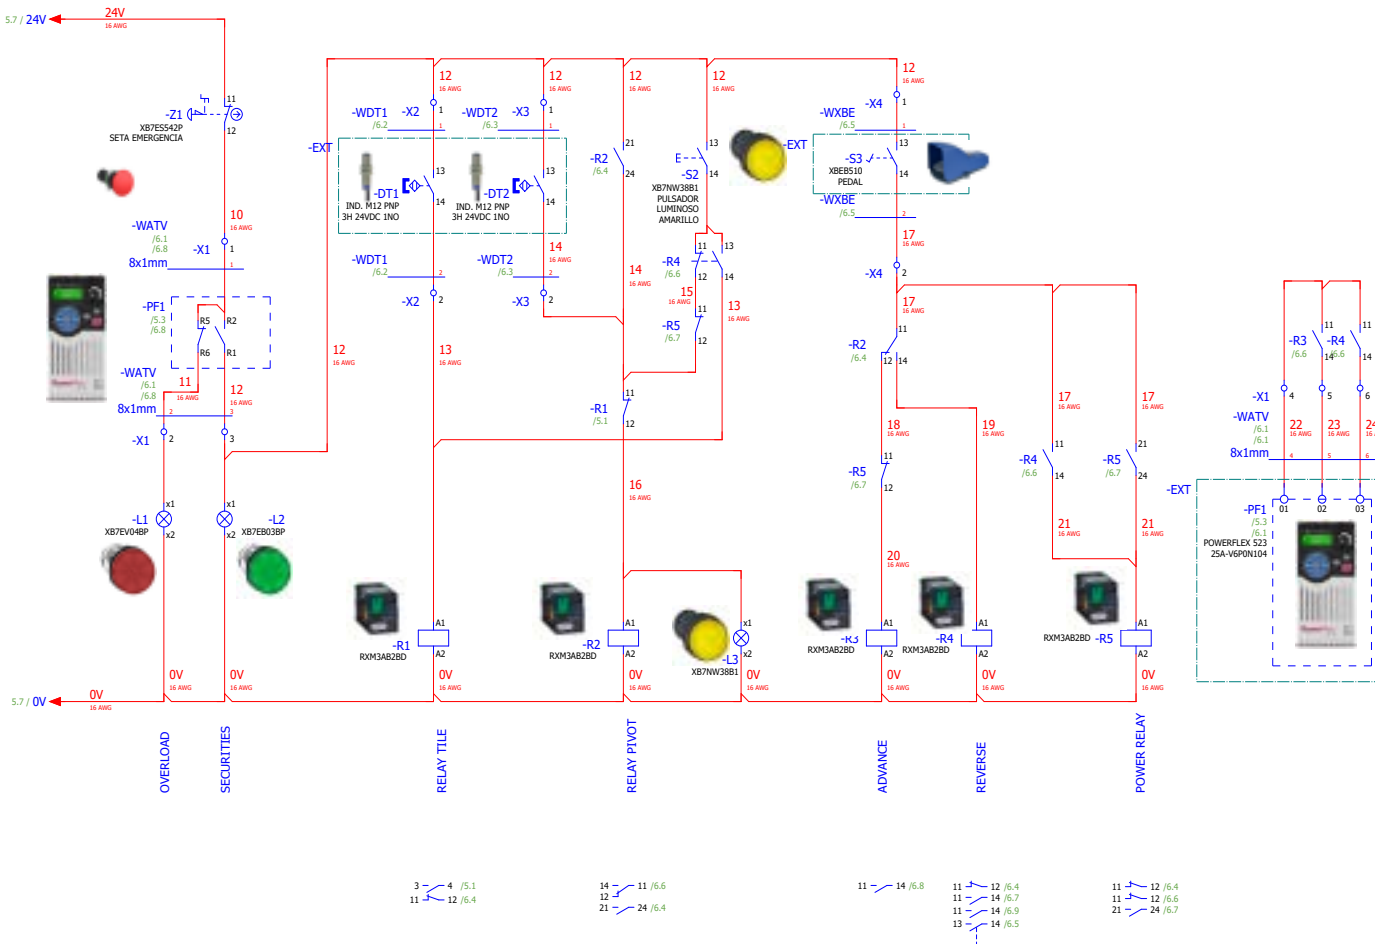 5.7 / 24V
24V
16 AWG
-Z1
11
12
XB7ES542P
SETA EMERGENCIA
10
16 AWG
-WATV
/6.1
/6.8
-X1
1
8x1mm
1
-PF1
/5.3
/6.8
R5
R2
R6
R1
-WATV
/6.1
/6.8
8x1mm
11
16 AWG
12
16 AWG
2
3
-X1
2
3
x1
-L1
XB7EV04BP
x2
x1
-L2
XB7EB03BP
x2
0V
16 AWG
0V
16 AWG
5.7 / 0V
0V
16 AWG
12
16 AWG
12
16 AWG
-WDT1
/6.2
-X2
1
1
-EXT
-DT1
13
14
IND. M12 PNP
3H 24VDC 1NO
-WDT1
/6.2
2
-X2
2
13
16 AWG
A1
-R1
A2
RXM3AB2BD
0V
16 AWG
12
16 AWG
-WDT2
/6.3
-X3
1
1
-DT2
13
14
IND. M12 PNP
3H 24VDC 1NO
14
16 AWG
-WDT2
/6.3
2
-X3
2
12
16 AWG
-R2
/6.4
21
24
14
16 AWG
-R1
/5.1
11
12
16
16 AWG
A1
-R2
A2
RXM3AB2BD
0V
16 AWG
12
16 AWG
E
13
14
-S2
XB7NW38B1
PULSADOR
LUMINOSO
AMARILLO
11
13
-R4
/6.6
12
14
15
16 AWG
13
16 AWG
-R5
/6.7
11
12
x1
x2
-L3
XB7NW38B1
0V
16 AWG
12
16 AWG
-X4
1
-WXBE
/6.5
1
-EXT
-S3
XBEB510
PEDAL
13
14
-WXBE
/6.5
2
17
16 AWG
-X4
2
17
16 AWG
-R2
/6.4
11
12
14
18
16 AWG
19
16 AWG
-R5
/6.7
11
12
20
16 AWG
A1
-R3
A2
RXM3AB2BD
0V
16 AWG
A1
-R4
A2
RXM3AB2BD
0V
16 AWG
17
16 AWG
17
16 AWG
-R4
/6.6
11
14
-R5
/6.7
21
24
21
16 AWG
21
16 AWG
A1
RXM3AB2BD -R5
A2
0V
16 AWG
-R3
/6.6
11
14
-R4
/6.6
11
14
-X1
4
5
6
-WATV
/6.1
/6.1
8x1mm
22
16 AWG
23
16 AWG
24
4
5
6
-EXT
-PF1
/5.3
/6.1
POWERFLEX 523
25A-V6P0N104
01
02
03
OVERLOAD
SECURITIES
RELAY TILE
RELAY PIVOT
ADVANCE
REVERSE
POWER RELAY
3
4 /5.1
11
12 /6.4
14
11 /6.6
12
21
24 /6.4
11
14 /6.8
11
12 /6.4
11
14 /6.7
11
14 /6.9
13
14 /6.5
11
12 /6.4
11
12 /6.6
21
24 /6.7